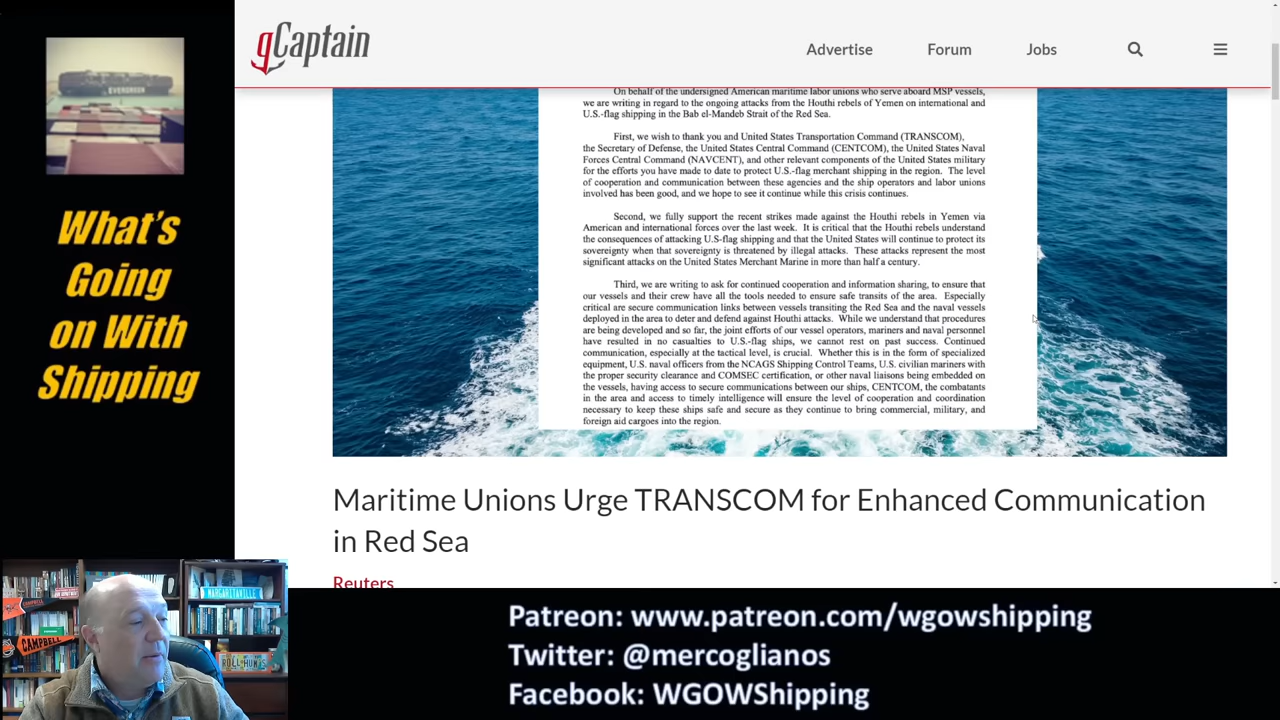 gCaptain
Advertise
Forum
Jobs
EVERGREEN
What's
Going
on With
Shipping
On behalf of the undersigned American maritime labor unions who serve aboard MSP vessels,
we are writing in regard to the ongoing attacks from the Houthi rebels of Yemen on international and
U.S.-flag shipping in the Bab el-Mandeb Strait of the Red Sea.
First, we wish to thank you and United States Transportation Command (TRANSCOM),
the Secretary of Defense, the United States Central Command (CENTCOM), the United States Naval
Forces Central Command (NAVCENT), and other relevant components of the United States military
for the efforts you have made to date to protect U.S.-flag merchant shipping in the region. The level
of cooperation and communication between these agencies and the ship operators and labor unions
involved has been good, and we hope to see it continue while this crisis continues.
Second, we fully support the recent strikes made against the Houthi rebels in Yemen via
American and international forces over the last week. It is critical that the Houthi rebels understand
the consequences of attacking U.S-flag shipping and that the United States will continue to protect its
sovereignty when that sovereignty is threatened by illegal attacks. These attacks represent the most
significant attacks on the United States Merchant Marine in more than half a century.
Third, we are writing to ask for continued cooperation and information sharing, to ensure that
our vessels and their crew have all the tools needed to ensure safe transits of the area. Especially
critical are secure communication links between vessels transiting the Red Sea and the naval vessels
deployed in the area to deter and defend against Houthi attacks. While we understand that procedures
are being developed and so far, the joint efforts of our vessel operators, mariners and naval personnel
have resulted in no casualties to U.S.-flag ships, we cannot rest on past success. Continued
communication, especially at the tactical level, is crucial. Whether this is in the form of specialized
equipment, U.S. naval officers from the NCAGS Shipping Control Teams, U.S. civilian mariners with
the proper security clearance and COMSEC certification, or other naval liaisons being embedded on
the vessels, having access to secure communications between our ships, CENTCOM, the combatants
in the area and access to timely intelligence will ensure the level of cooperation and coordination
necessary to keep these ships safe and secure as they continue to bring commercial, military, and
foreign aid cargoes into the region.
Maritime Unions Urge TRANSCOM for Enhanced Communication
in Red Sea
Reuters
MARGARITAVILLE
CAMPBELL
ROLL HUMPS
Patreon: www.patreon.com/wgowshipping
Twitter: @mercoglianos
Facebook: WGOWShipping